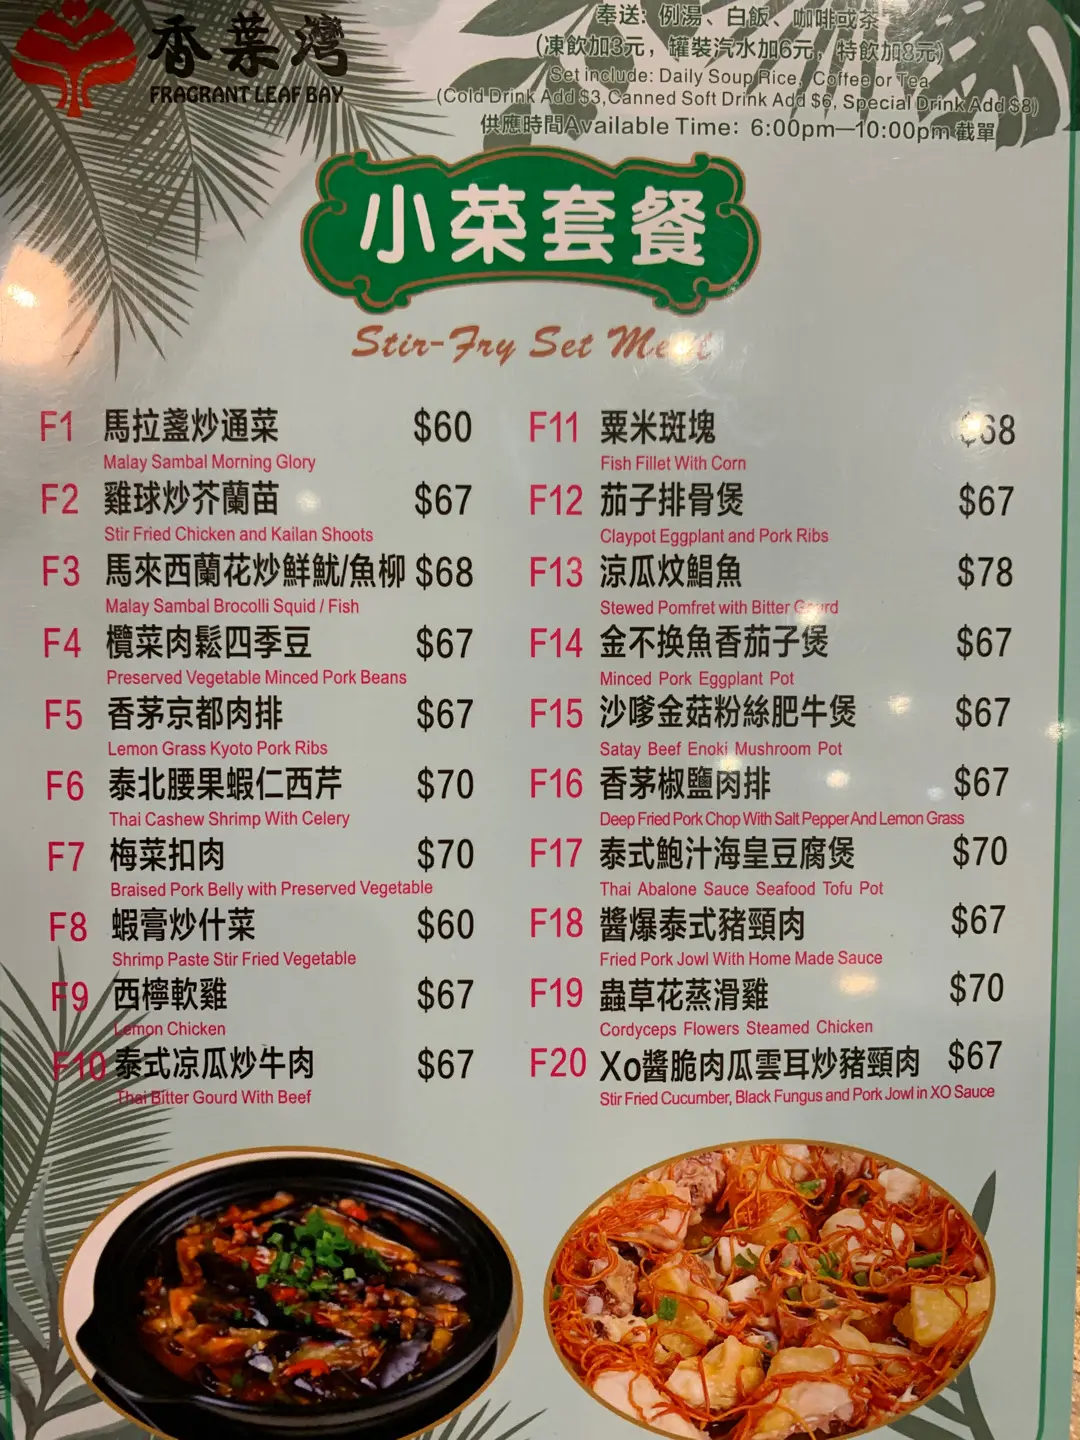 香葉灣
FRAGRANT LEAF BAY
奉送: 例湯、白飯、咖啡或茶
(凍飲加3元, 罐裝汽水加6元, 特飲加8元)
Set include: Daily Soup Rice, Coffee or Tea
(Cold Drink Add $3,Canned Soft Drink Add $6, Special Drink Add $8)
供應時間Available Time: 6:00pm—10:00pm 截單
小菜套餐
Stir-Fry Set Menu
F1 馬拉盞炒通菜 $60
Malay Sambal Morning Glory
F2 雞球炒芥蘭苗 $67
Stir Fried Chicken and Kailan Shoots
F3 馬來西蘭花炒鮮魷/魚柳 $68
Malay Sambal Brocolli Squid / Fish
F4 欖菜肉鬆四季豆 $67
Preserved Vegetable Minced Pork Beans
F5 香茅京都肉排 $67
Lemon Grass Kyoto Pork Ribs
F6 泰北腰果蝦仁西芹 $70
Thai Cashew Shrimp With Celery
F7 梅菜扣肉 $70
Braised Pork Belly with Preserved Vegetable
F8 蝦膏炒什菜 $60
Shrimp Paste Stir Fried Vegetable
F9 西檸軟雞 $67
Lemon Chicken
F10 泰式凉瓜炒牛肉 $67
Thai Bitter Gourd With Beef
F11 粟米斑塊 $68
Fish Fillet With Corn
F12 茄子排骨煲 $67
Claypot Eggplant and Pork Ribs
F13 涼瓜炆鯧魚 $78
Stewed Pomfret with Bitter Gourd
F14 金不换魚香茄子煲 $67
Minced Pork Eggplant Pot
F15 沙嗲金菇粉絲肥牛煲 $67
Satay Beef Enoki Mushroom Pot
F16 香茅椒鹽肉排 $67
Deep Fried Pork Chop With Salt Pepper And Lemon Grass
F17 泰式鮑汁海皇豆腐煲 $70
Thai Abalone Sauce Seafood Tofu Pot
F18 醬爆泰式豬頸肉 $67
Fried Pork Jowl With Home Made Sauce
F19 蟲草花蒸滑雞 $70
Cordyceps Flowers Steamed Chicken
F20 Xo醬脆肉瓜雲耳炒豬頸肉 $67
Stir Fried Cucumber, Black Fungus and Pork Jowl in XO Sauce